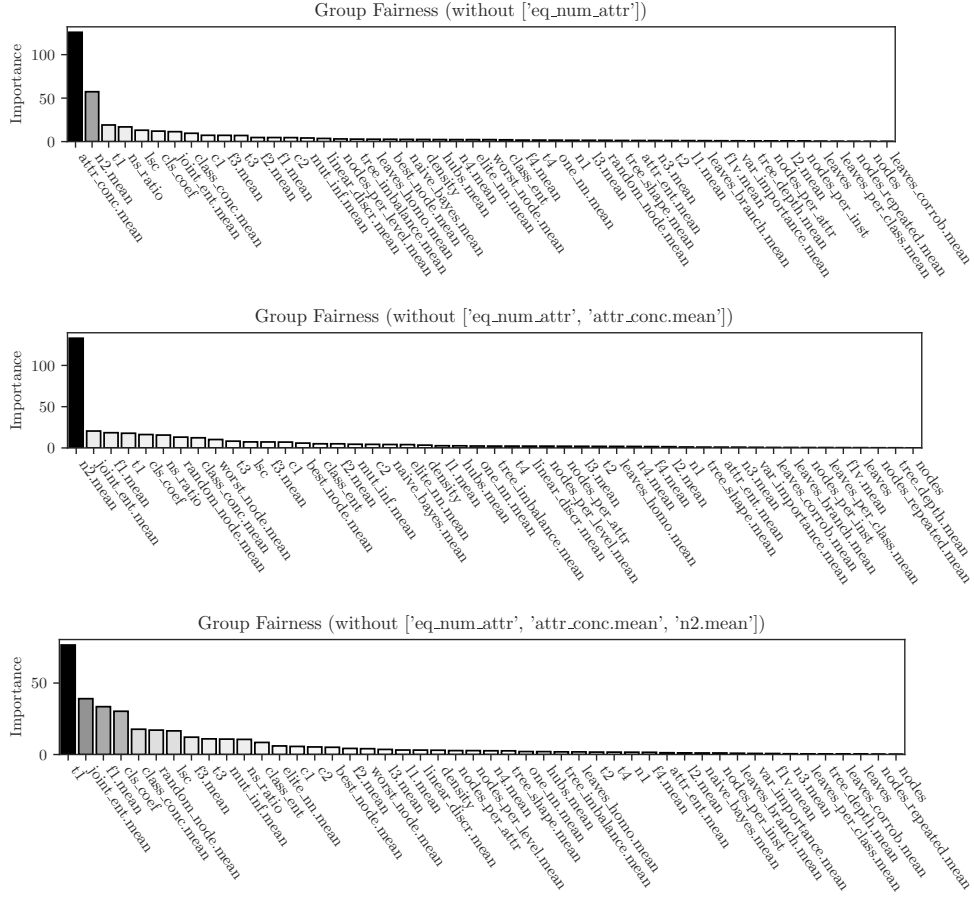 Group Fairness (without ['eq_num_attr'])
Importance
100
50
0
attr_conc.mean
n2.mean
t1
ns_ratio
lsc
cls_coef
joint_ent.mean
class_conc.mean
c1
f3.mean
t3
f2.mean
f1.mean
c2
mut_inf.mean
linear_discr.mean
nodes_per_level.mean
tree_imbalance.mean
leaves_homo.mean
best_node.mean
naive_bayes.mean
density
hubs.mean
n4.mean
elite_nn.mean
worst_node.mean
class_ent
f4.mean
t4
one_nn.mean
n1
l3.mean
random_node.mean
tree_shape.mean
attr_ent.mean
n3.mean
t2
l1.mean
leaves_branch.mean
f1v.mean
var_importance.mean
tree_depth.mean
nodes_per_attr
l2.mean
nodes_per_inst
leaves
leaves_per_class.mean
nodes_repeated.mean
nodes
leaves_corrob.mean
Group Fairness (without ['eq_num_attr', 'attr_conc.mean'])
Importance
100
50
0
n2.mean
joint_ent.mean
f1.mean
t1
cls_coef
ns_ratio
random_node.mean
class_conc.mean
worst_node.mean
t3
lsc
f3.mean
c1
best_node.mean
class_ent
f2.mean
mut_inf.mean
c2
naive_bayes.mean
elite_nn.mean
density
l1.mean
hubs.mean
one_nn.mean
tree_imbalance.mean
t4
linear_discr.mean
nodes_per_level.mean
nodes_per_attr
l3.mean
t2
leaves_homo.mean
n4.mean
f4.mean
l2.mean
n1
tree_shape.mean
attr_ent.mean
n3.mean
var_importance.mean
leaves_corrob.mean
leaves_branch.mean
nodes_per_inst
leaves_per_class.mean
f1v.mean
leaves
nodes_repeated.mean
tree_depth.mean
nodes
Group Fairness (without ['eq_num_attr', 'attr_conc.mean', 'n2.mean'])
Importance
50
0
t1
joint_ent.mean
f1.mean
cls_coef
class_conc.mean
random_node.mean
lsc
f3.mean
t3
mut_inf.mean
ns_ratio
class_ent
elite_nn.mean
c1
c2
best_node.mean
f2.mean
worst_node.mean
l3.mean
l1.mean
linear_discr.mean
density
nodes_per_attr
nodes_per_level.mean
n4.mean
tree_shape.mean
one_nn.mean
hubs.mean
tree_imbalance.mean
leaves_homo.mean
t2
t4
n1
f4.mean
attr_ent.mean
l2.mean
naive_bayes.mean
nodes_per_inst
leaves_branch.mean
var_importance.mean
f1v.mean
n3.mean
leaves_per_class.mean
tree_depth.mean
leaves_corrob.mean
leaves
nodes_repeated.mean
nodes